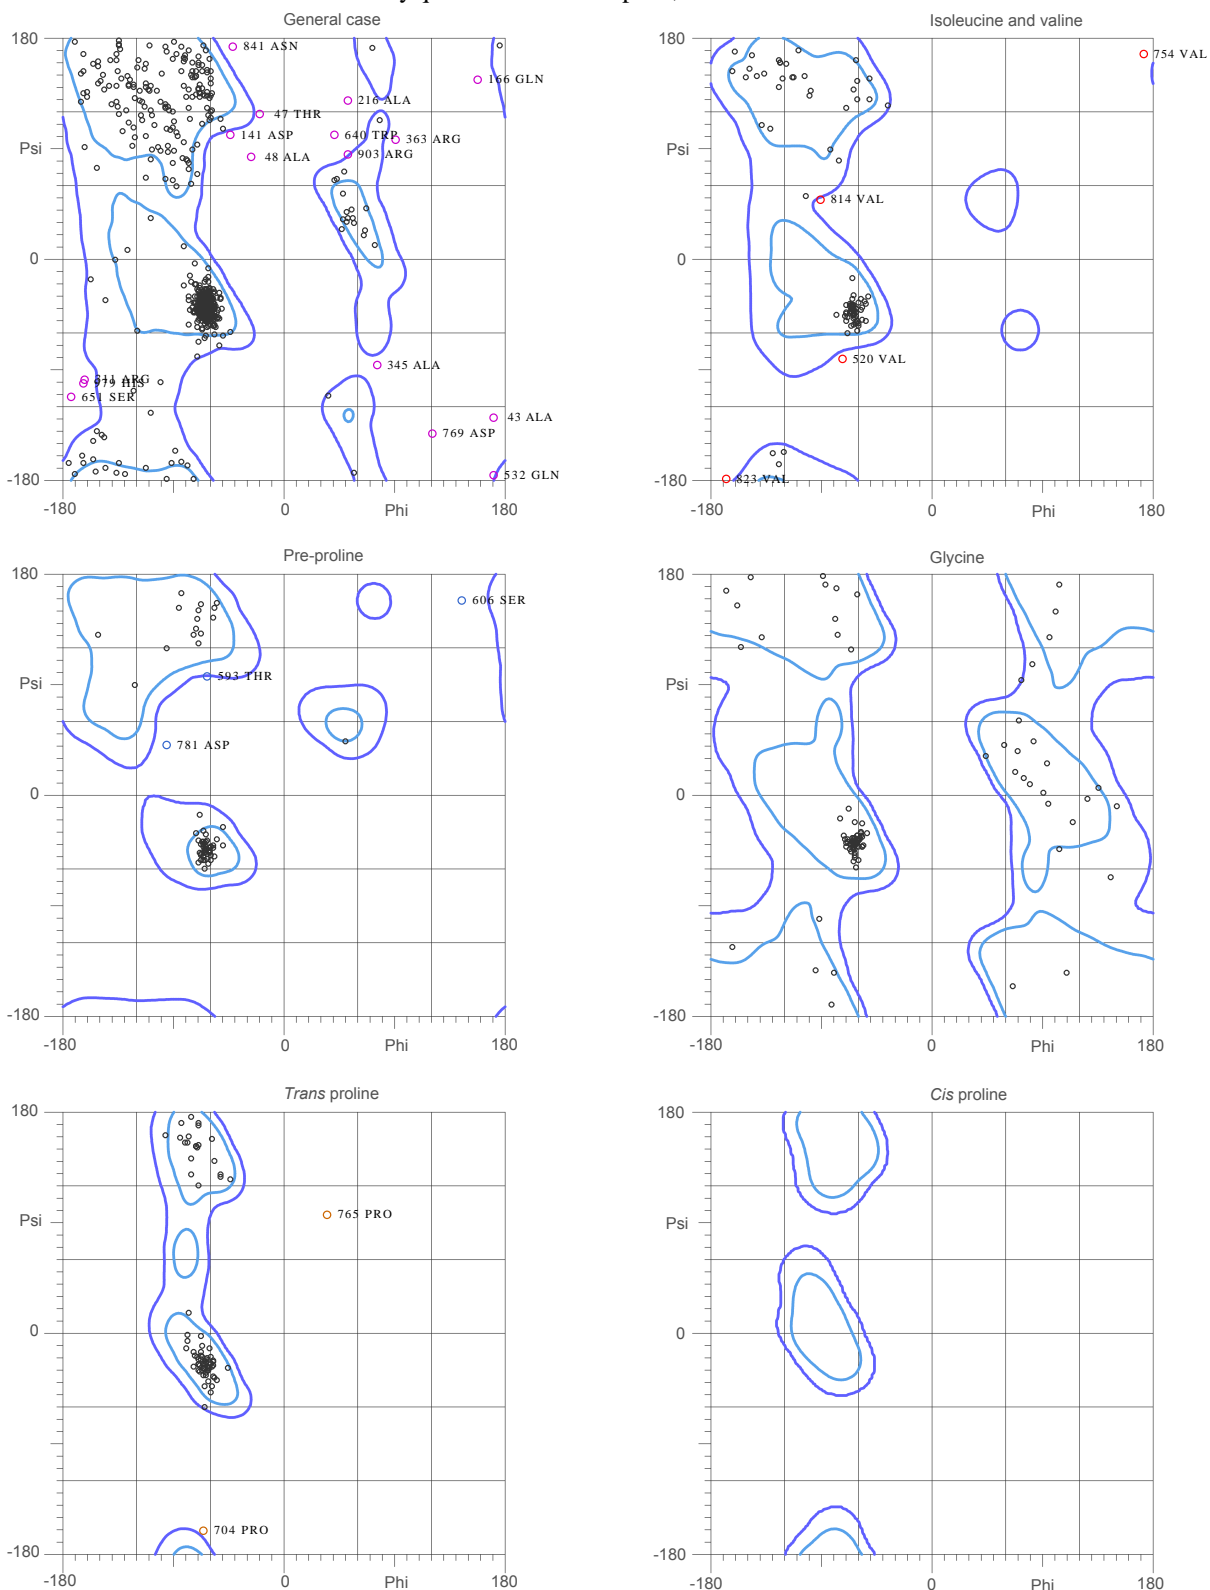 General case
180
841 ASN
166 GLN
216 ALA
47 THR
141 ASP
640 TRP
363 ARG
Psi
48 ALA
903 ARG
0
345 ALA
651 SER
43 ALA
769 ASP
532 GLN
-180
-180 0 Phi 180
Isoleucine and valine
180
754 VAL
Psi
814 VAL
0
520 VAL
823 VAL
-180
-180 0 Phi 180
Pre-proline
180
606 SER
593 THR
Psi
781 ASP
0
-180
-180 0 Phi 180
Glycine
180
Psi
0
-180
-180 0 Phi 180
Trans proline
180
765 PRO
Psi
0
704 PRO
-180
-180 0 Phi 180
Cis proline
180
Psi
0
-180
-180 0 Phi 180